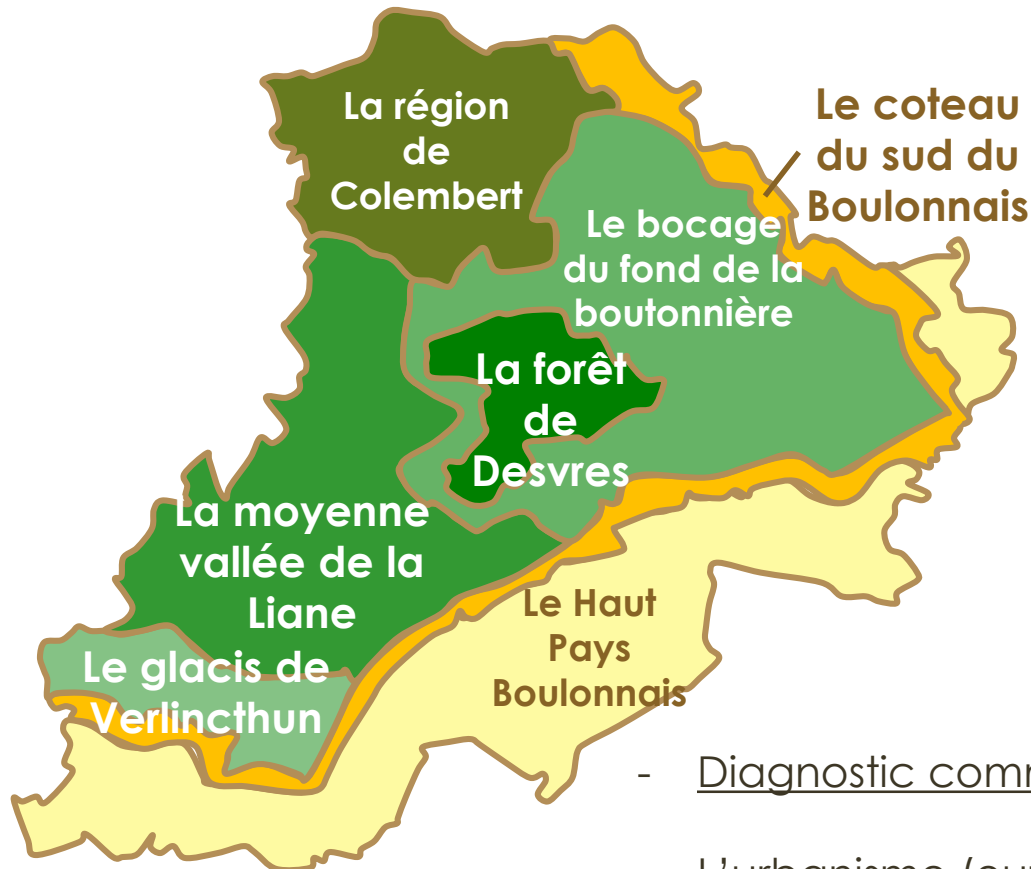 La région
de
Colembert
Le coteau
du sud du
Boulonnais
Le bocage
du fond de la
boutonnière
La forêt
de
Desvres
La moyenne
vallée de la
Liane
Le Haut
Pays
Boulonnais
Le glacis de
Verlincthun
- Diagnostic